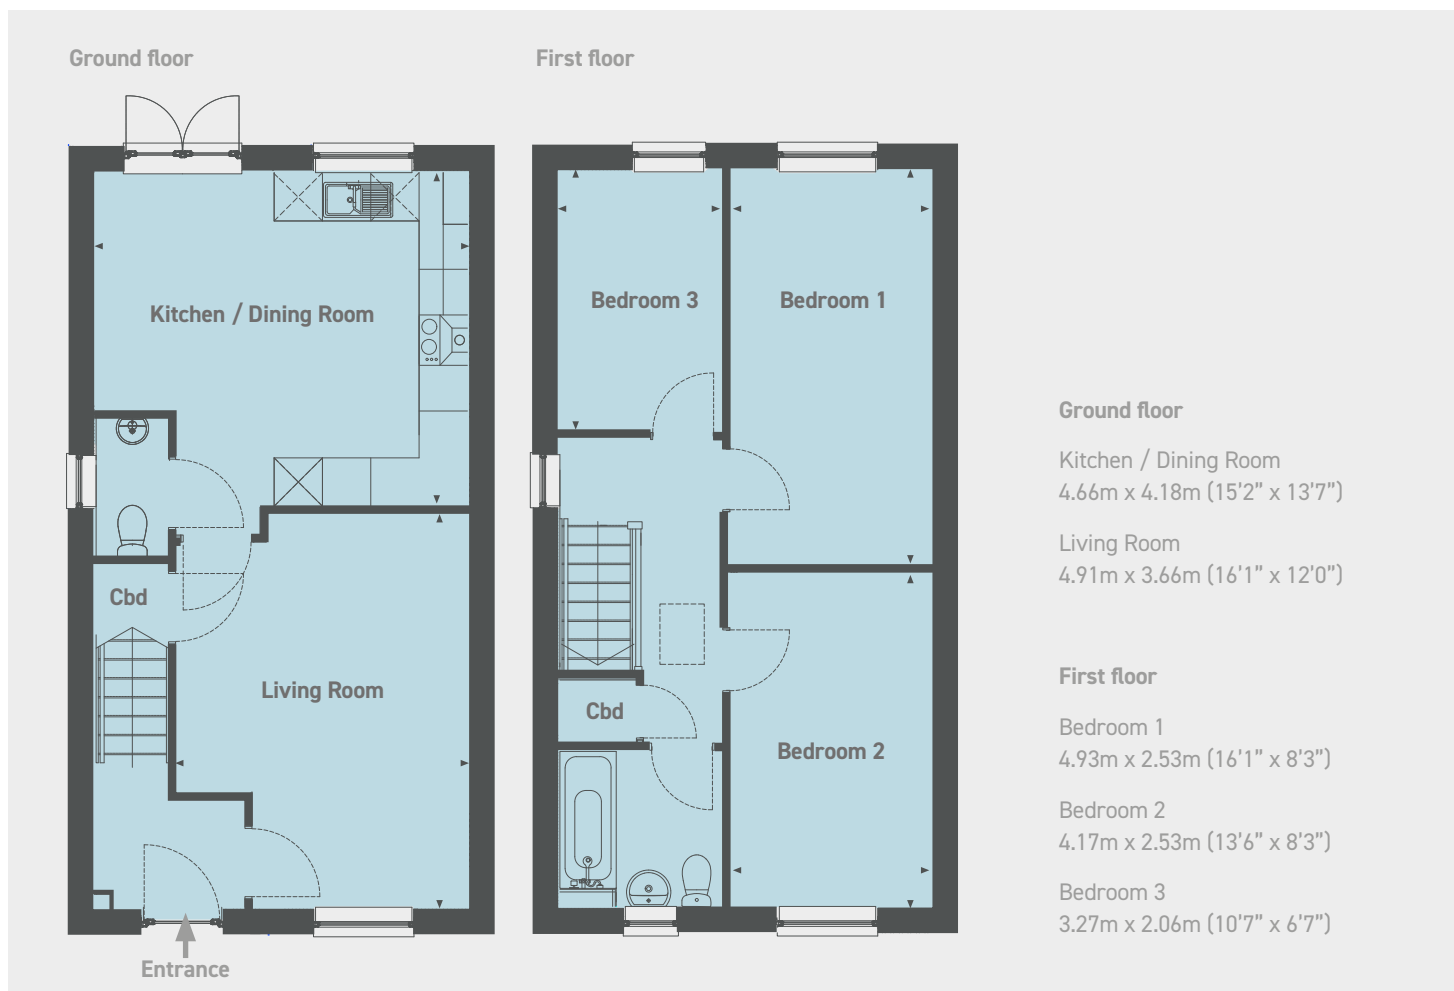 Ground floor
First floor
Kitchen / Dining Room
Bedroom 3
Bedroom 1
Cbd
Living Room
Cbd
Bedroom 2
Entrance
Ground floor
Kitchen / Dining Room
4.66m x 4.18m (15’2” x 13’7”)
Living Room
4.91m x 3.66m (16’1” x 12’0”)
First floor
Bedroom 1
4.93m x 2.53m (16’1” x 8’3”)
Bedroom 2
4.17m x 2.53m (13’6” x 8’3”)
Bedroom 3
3.27m x 2.06m (10’7” x 6’7”)